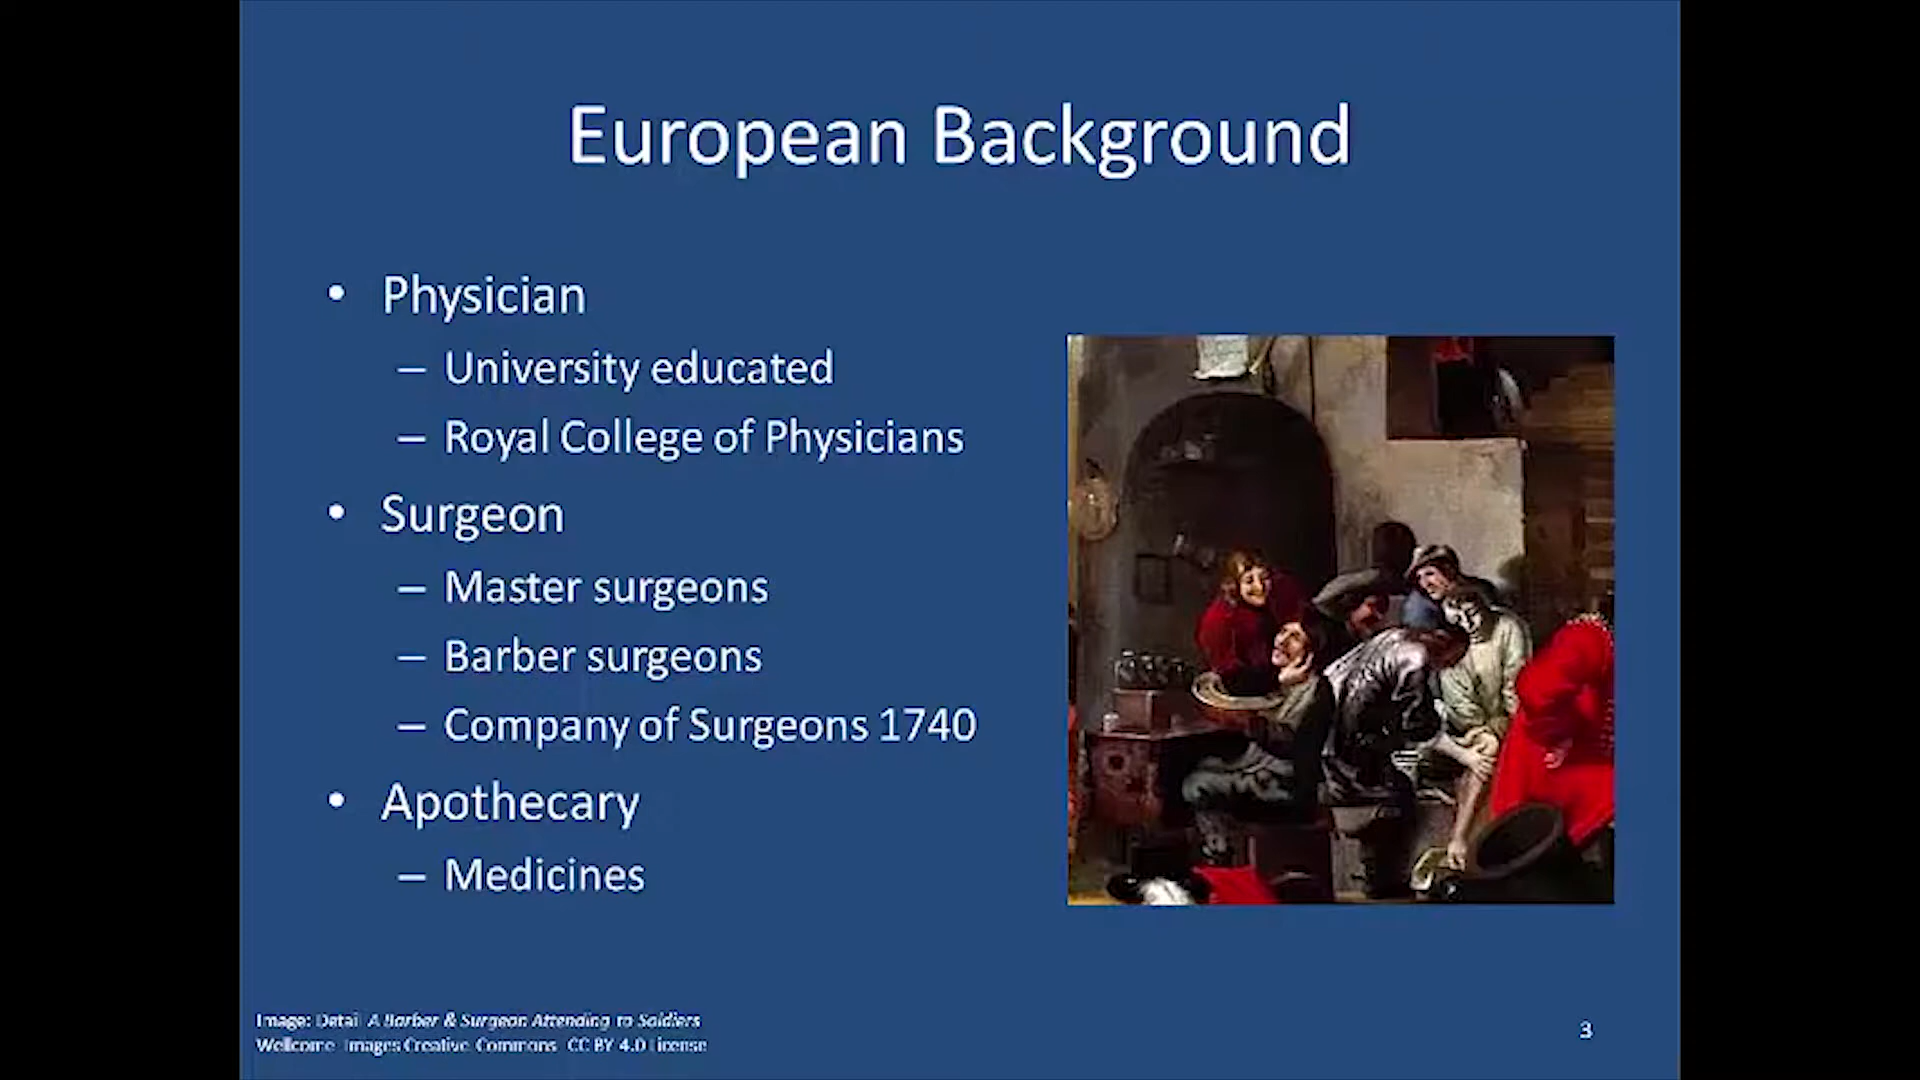 European Background
• Physician
– University educated
– Royal College of Physicians
• Surgeon
– Master surgeons
– Barber surgeons
– Company of Surgeons 1740
• Apothecary
– Medicines
Image: Detail A Barber & Surgeon Attending to Soldiers
Wellcome Images Creative Commons CC BY 4.0 License
3